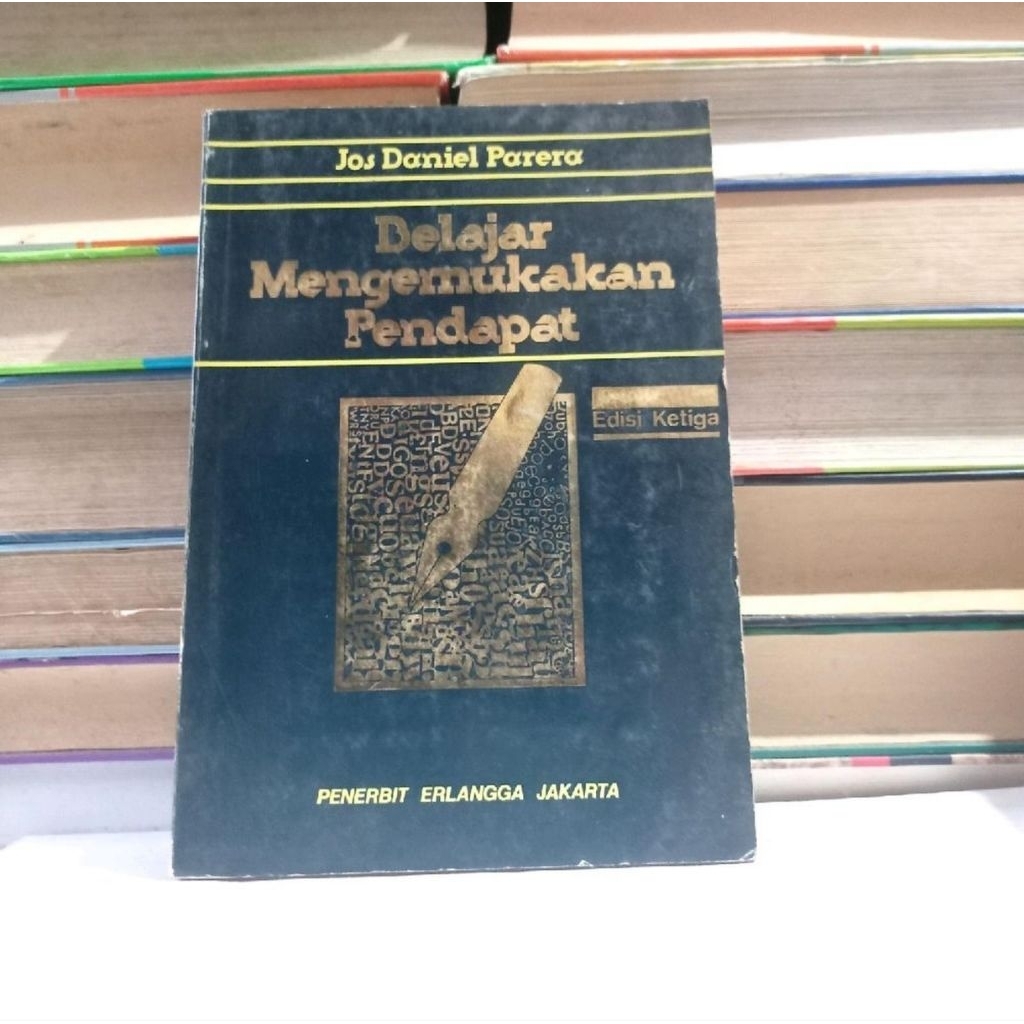 Jos Daniel Parera
Belajar
Mengemukakan
Pendapat
Edisi Ketiga
PENERBIT ERLANGGA JAKARTA